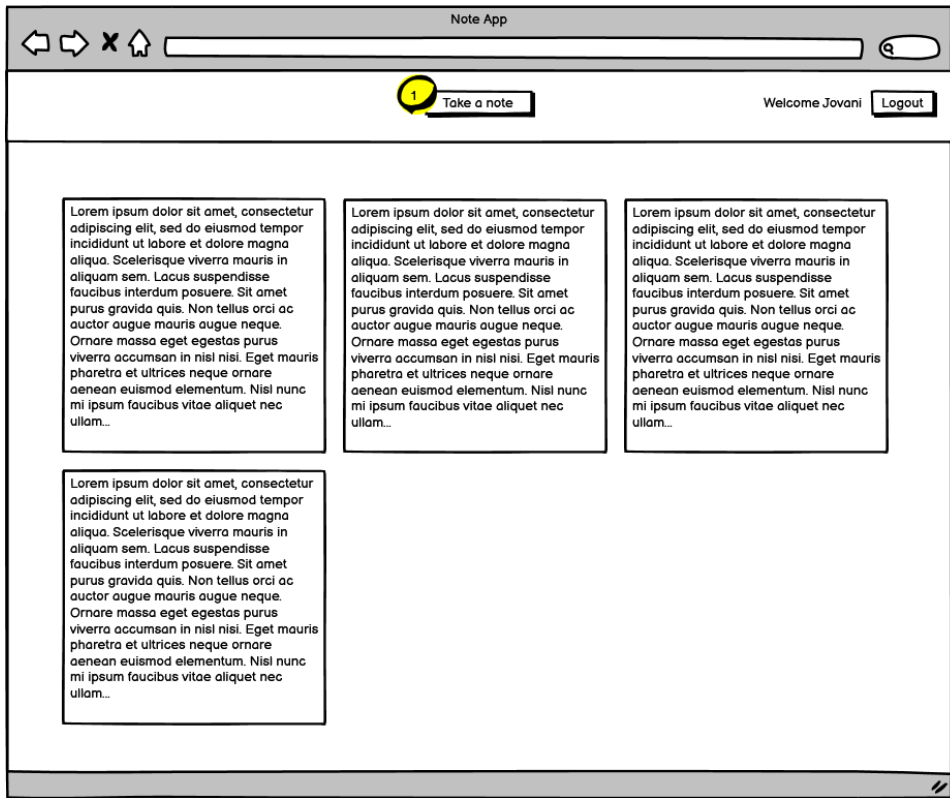 Note App
1
Take a note
Welcome Jovani
Logout
Lorem ipsum dolor sit amet, consectetur
adipiscing elit, sed do eiusmod tempor
incididunt ut labore et dolore magna
aliqua. Scelerisque viverra mauris in
aliquam sem. Lacus suspendisse
faucibus interdum posuere. Sit amet
purus gravida quis. Non tellus orci ac
auctor augue mauris augue neque.
Ornare massa eget egestas purus
viverra accumsan in nisl nisi. Eget mauris
pharetra et ultrices neque ornare
aenean euismod elementum. Nisl nunc
mi ipsum faucibus vitae aliquet nec
ullam...
Lorem ipsum dolor sit amet, consectetur
adipiscing elit, sed do eiusmod tempor
incididunt ut labore et dolore magna
aliqua. Scelerisque viverra mauris in
aliquam sem. Lacus suspendisse
faucibus interdum posuere. Sit amet
purus gravida quis. Non tellus orci ac
auctor augue mauris augue neque.
Ornare massa eget egestas purus
viverra accumsan in nisl nisi. Eget mauris
pharetra et ultrices neque ornare
aenean euismod elementum. Nisl nunc
mi ipsum faucibus vitae aliquet nec
ullam...
Lorem ipsum dolor sit amet, consectetur
adipiscing elit, sed do eiusmod tempor
incididunt ut labore et dolore magna
aliqua. Scelerisque viverra mauris in
aliquam sem. Lacus suspendisse
faucibus interdum posuere. Sit amet
purus gravida quis. Non tellus orci ac
auctor augue mauris augue neque.
Ornare massa eget egestas purus
viverra accumsan in nisl nisi. Eget mauris
pharetra et ultrices neque ornare
aenean euismod elementum. Nisl nunc
mi ipsum faucibus vitae aliquet nec
ullam...
Lorem ipsum dolor sit amet, consectetur
adipiscing elit, sed do eiusmod tempor
incididunt ut labore et dolore magna
aliqua. Scelerisque viverra mauris in
aliquam sem. Lacus suspendisse
faucibus interdum posuere. Sit amet
purus gravida quis. Non tellus orci ac
auctor augue mauris augue neque.
Ornare massa eget egestas purus
viverra accumsan in nisl nisi. Eget mauris
pharetra et ultrices neque ornare
aenean euismod elementum. Nisl nunc
mi ipsum faucibus vitae aliquet nec
ullam...